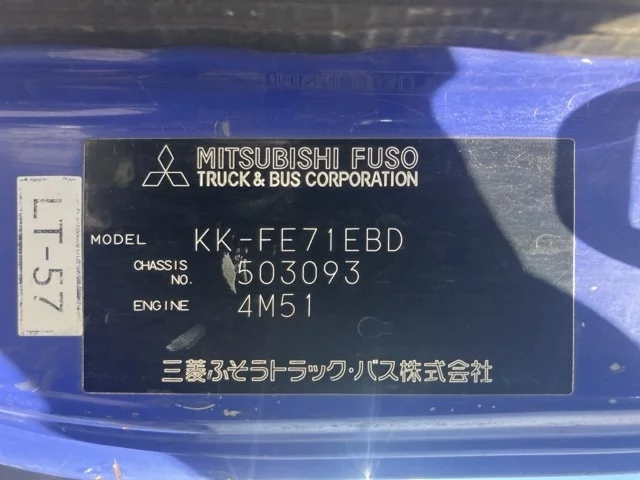 MITSUBISHI FUSO
TRUCK & BUS CORPORATION
MODEL KK-FE71EBD
CHASSIS NO. 503093
ENGINE 4M51
三菱ふそうトラック・バス株式会社
LT-57